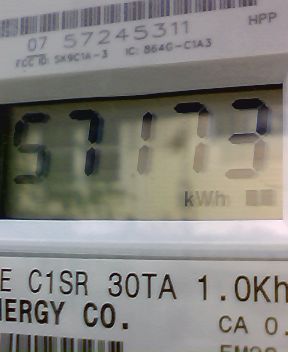 HPP
07 57245311
FCC ID: SK9C1A-3 IC: 864G-C1A3
57173
kWh
E C1SR 30TA 1.0Kh
NERGY CO.
CA 0.